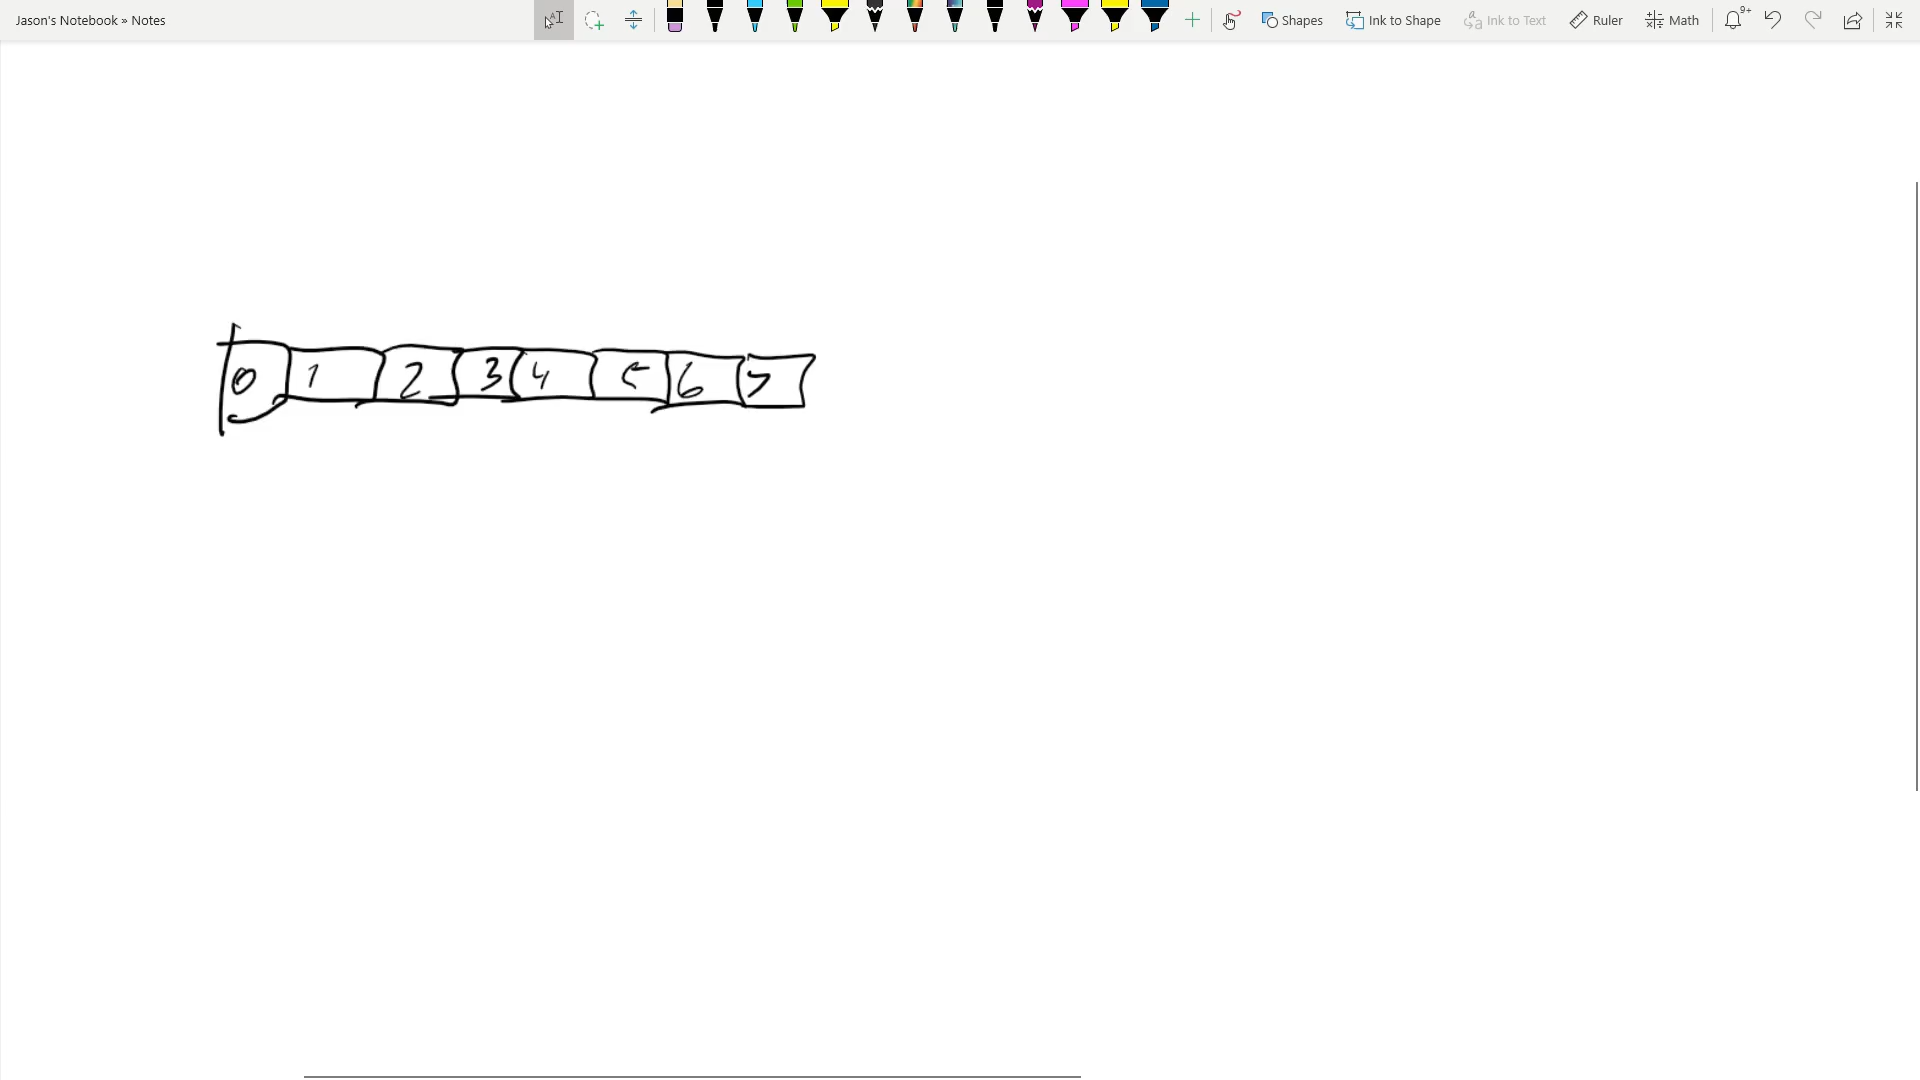 Jason's Notebook » Notes
AI Shapes Ink to Shape Ink to Text Ruler Math 9+
0 1 2 3 4 5 6 7